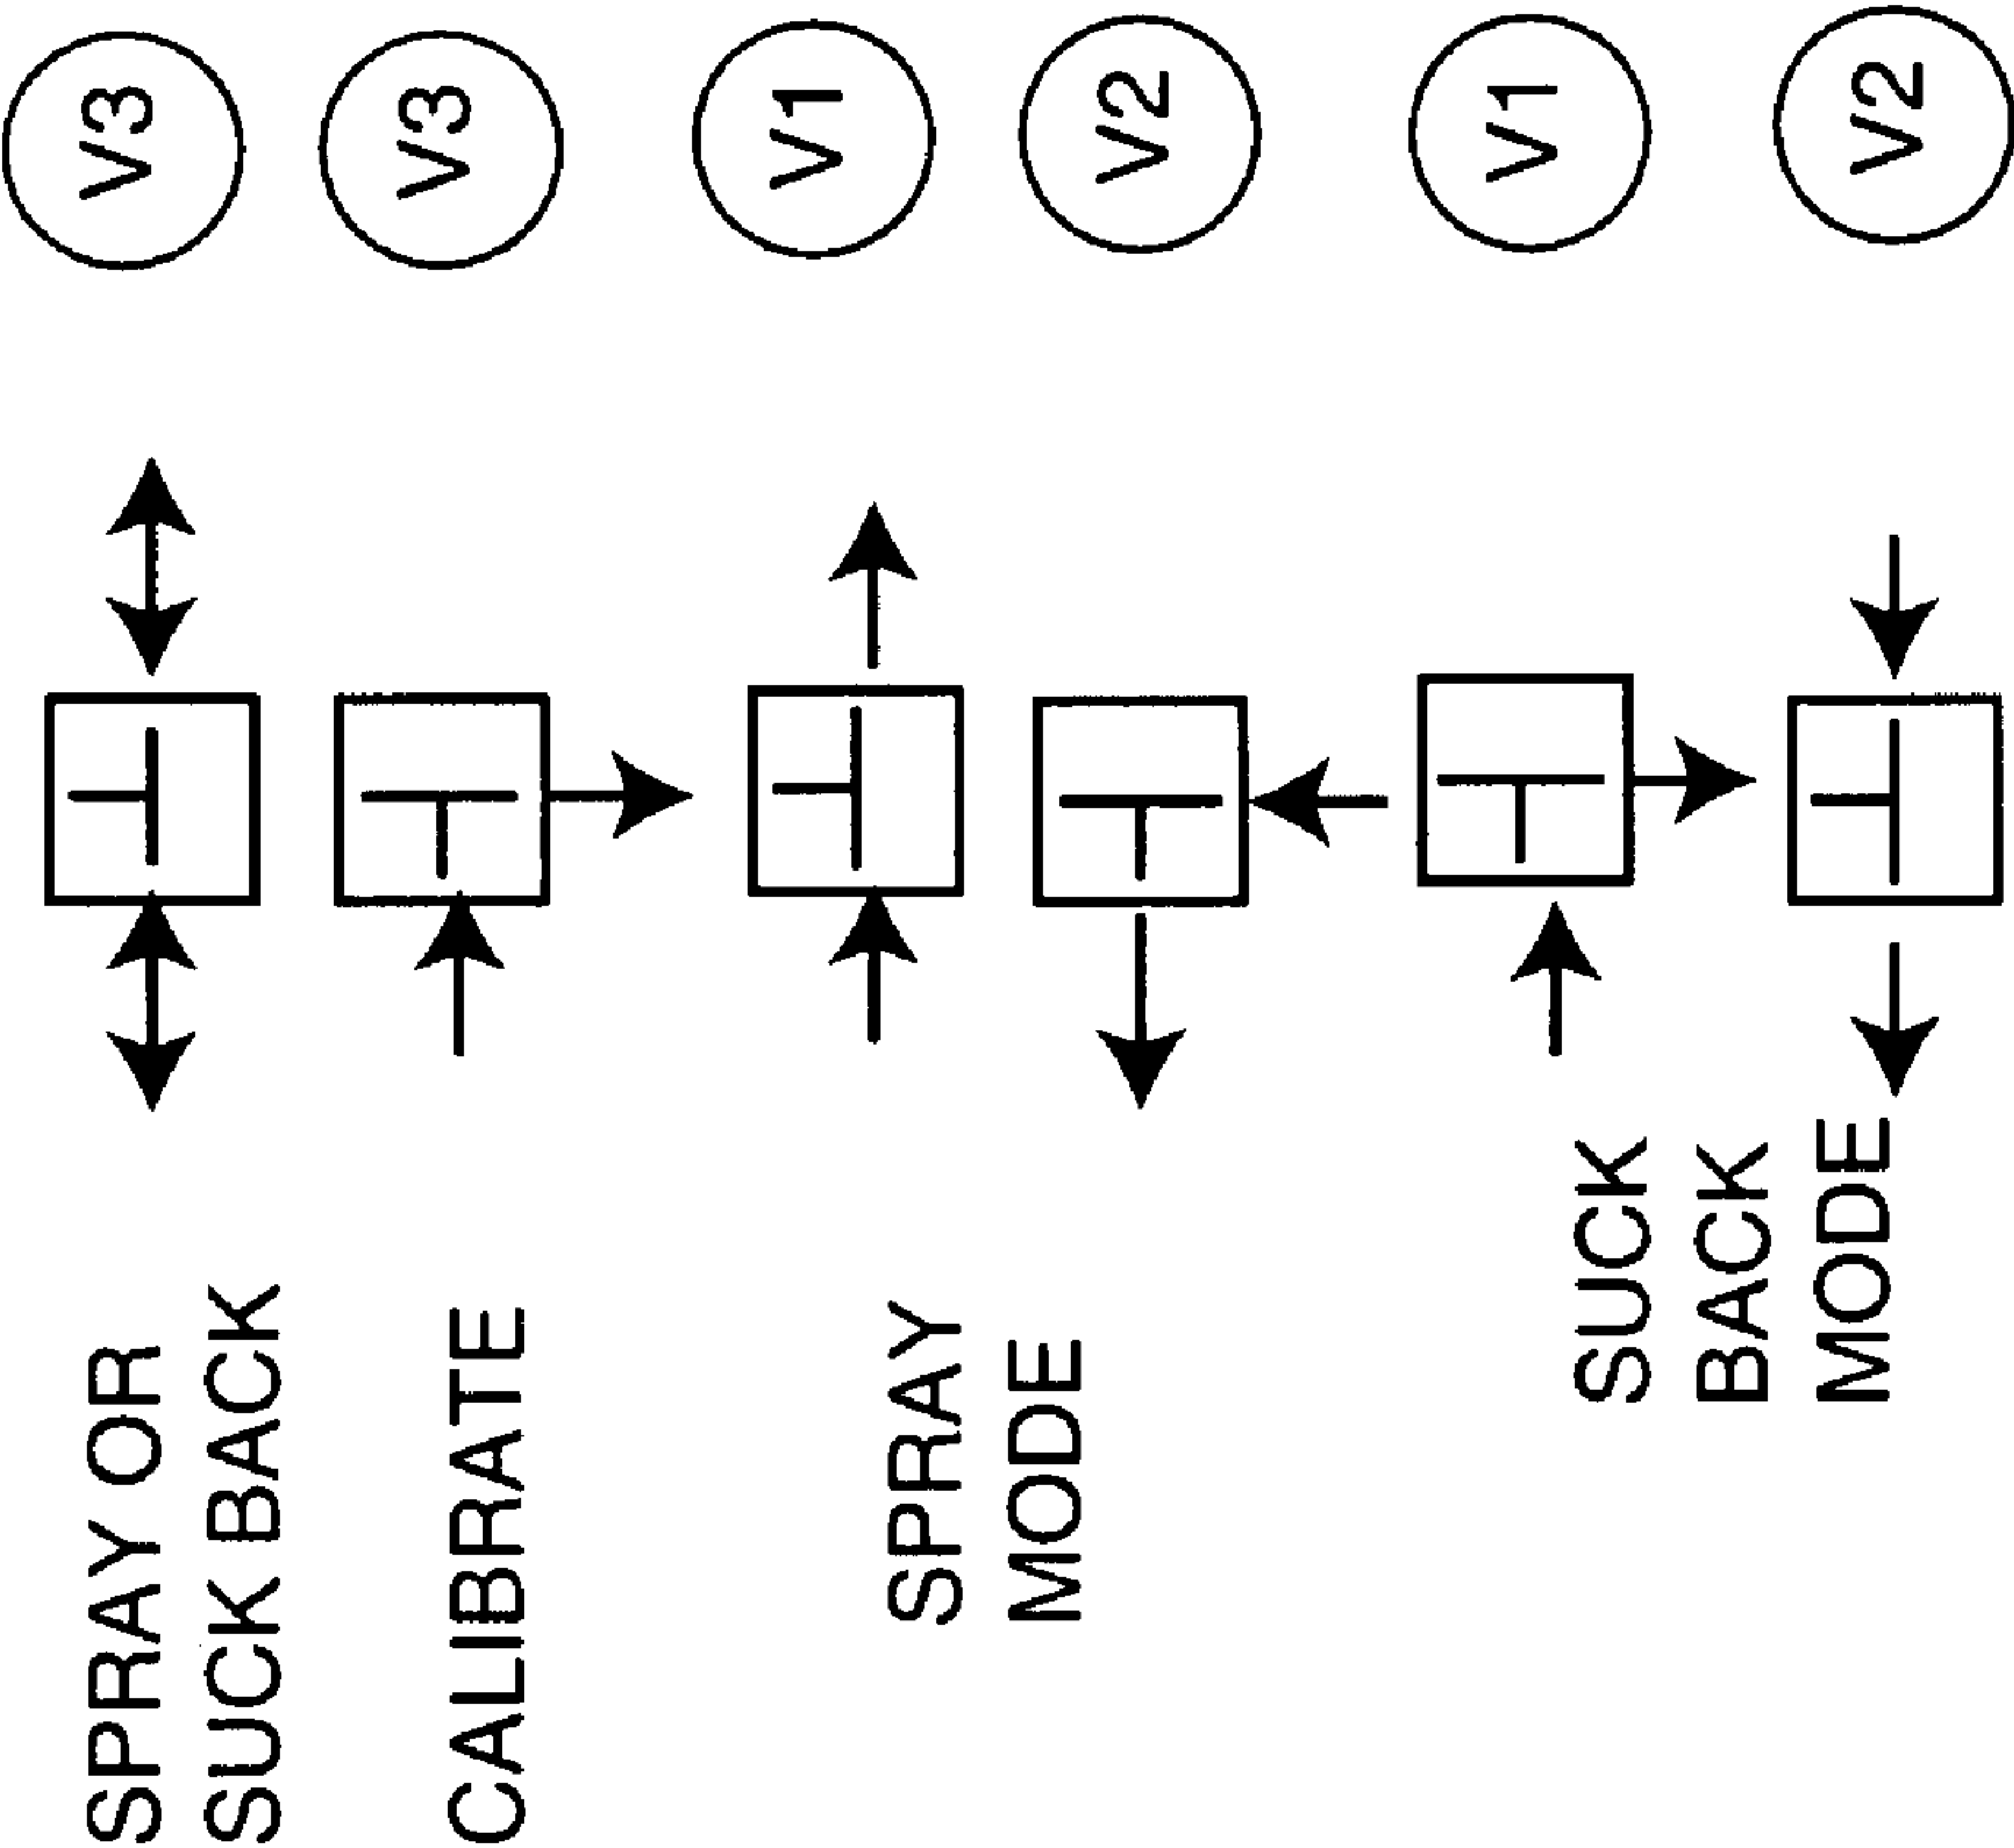 SPRAY OR
SUCK BACK
V3
CALIBRATE
V3
V1
SPRAY
MODE
V2
V1
SUCK
BACK
MODE
V2